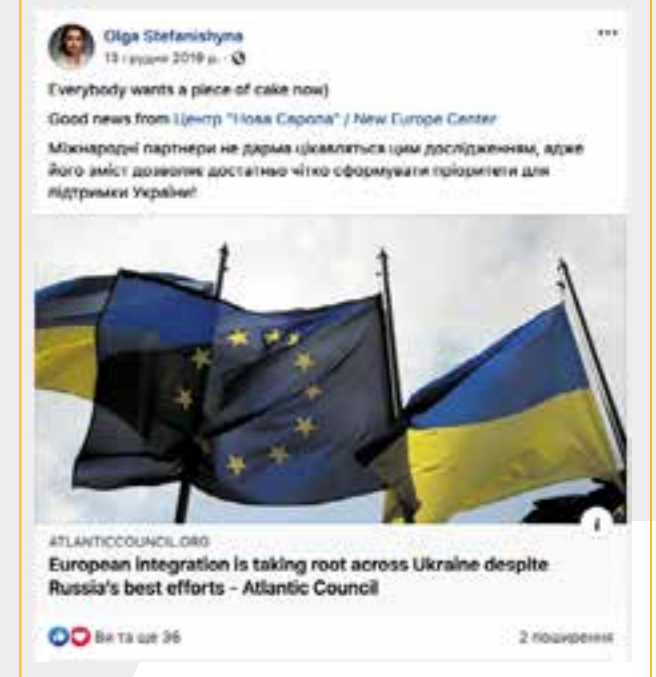 Olga Stefanishyna
13 грудня 2019 р.
Everybody wants a piece of cake now)
Good news from Центр "Нова Європа" / New Europe Center
Міжнародні партнери не дарма цікавляться цим дослідженням, адже
його зміст дозволяє достатньо чітко сформувати пріоритети для
підтримки України!
ATLANTICCOUNCIL.ORG
European integration is taking root across Ukraine despite
Russia's best efforts – Atlantic Council
Ви та ще 36
2 поширення